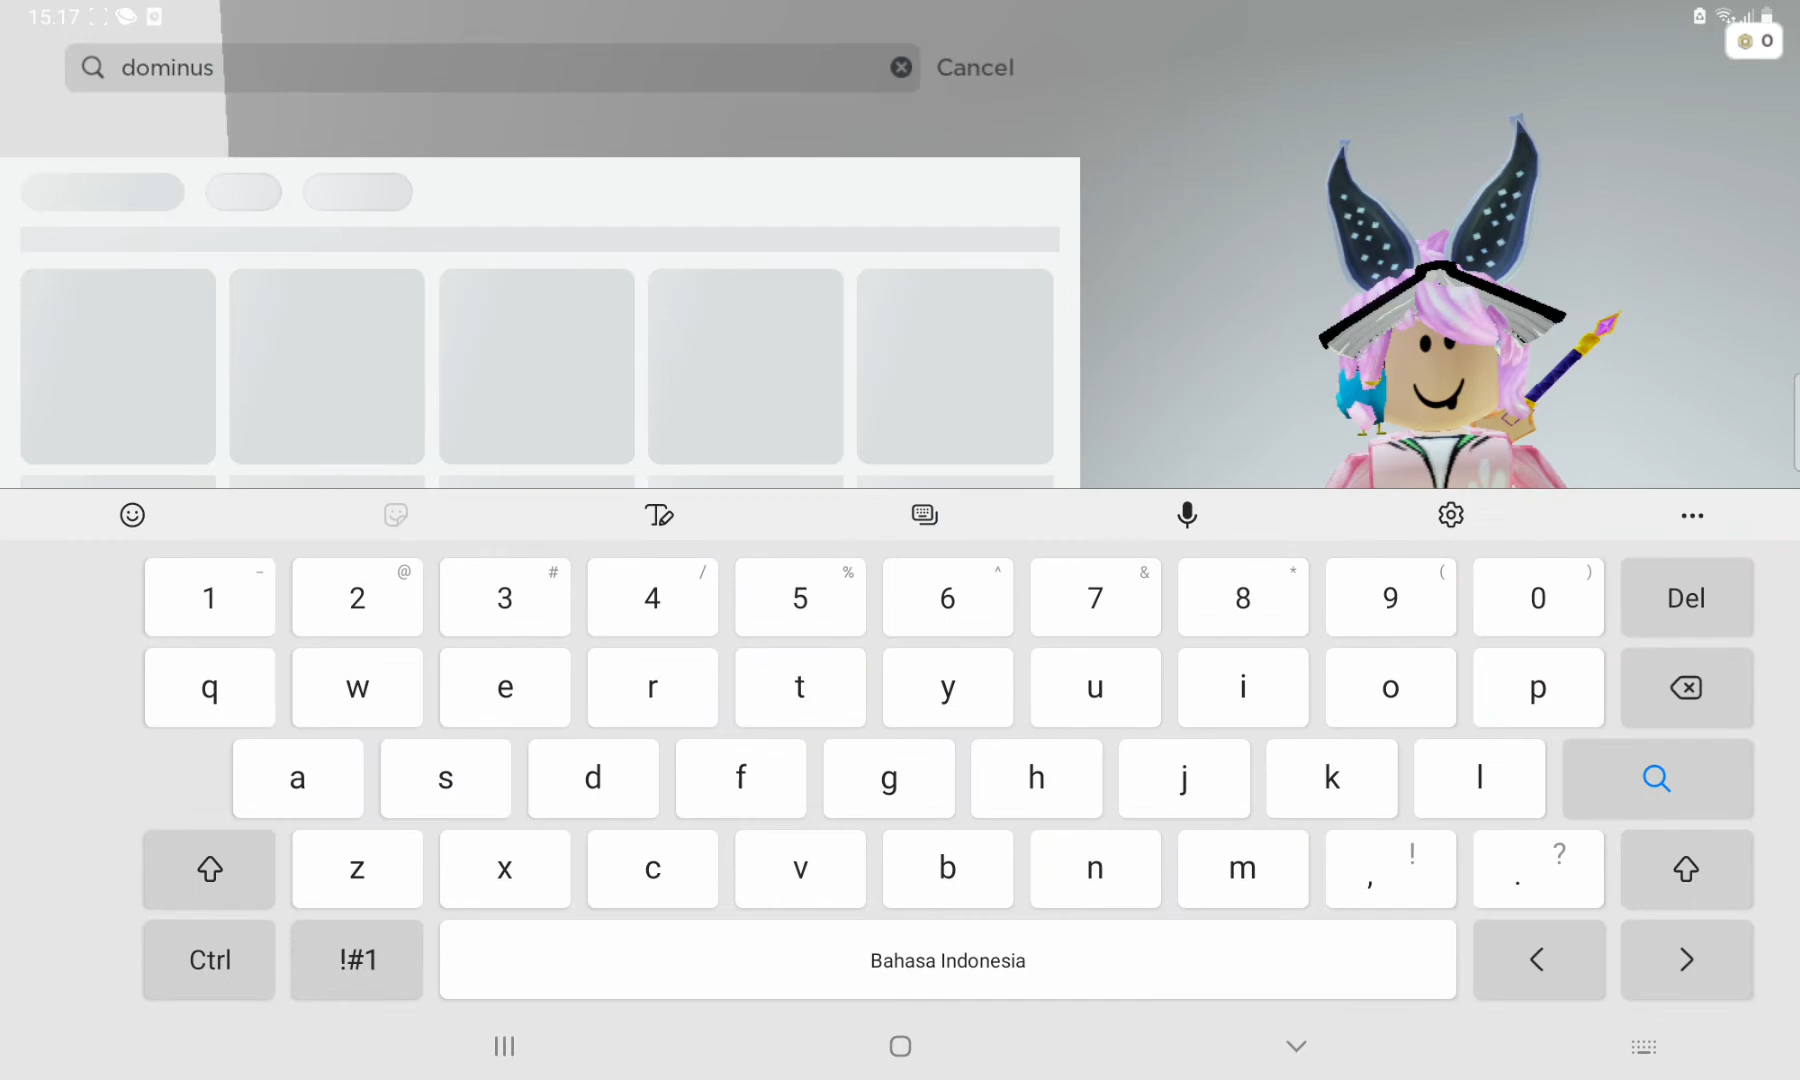 15.17
0
dominus Cancel
- @ # / % ^ & * ( )
1 2 3 4 5 6 7 8 9 0 Del
q w e r t y u i o p
a s d f g h j k l
! ?
z x c v b n m , .
Ctrl !#1 Bahasa Indonesia < >